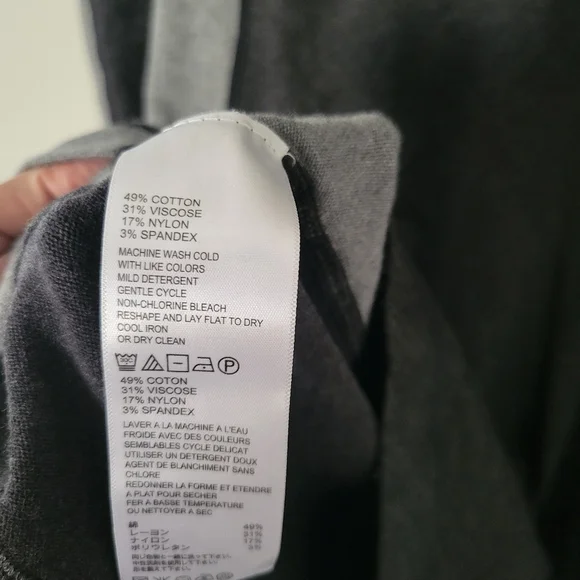 49% COTTON
31% VISCOSE
17% NYLON
3% SPANDEX
MACHINE WASH COLD
WITH LIKE COLORS
MILD DETERGENT
GENTLE CYCLE
NON-CHLORINE BLEACH
RESHAPE AND LAY FLAT TO DRY
COOL IRON
OR DRY CLEAN
30C
P
49% COTON
31% VISCOSE
17% NYLON
3% SPANDEX
LAVER A LA MACHINE A L'EAU
FROIDE AVEC DES COULEURS
SEMBLABLES CYCLE DELICAT
UTILISER UN DETERGENT DOUX
AGENT DE BLANCHIMENT SANS
CHLORE
REDONNER LA FORME ET ETENDRE
A PLAT POUR SECHER
FER A BASSE TEMPERATURE
OU NETTOYER A SEC
綿 49%
レーヨン 31%
ナイロン 17%
ポリウレタン 3%